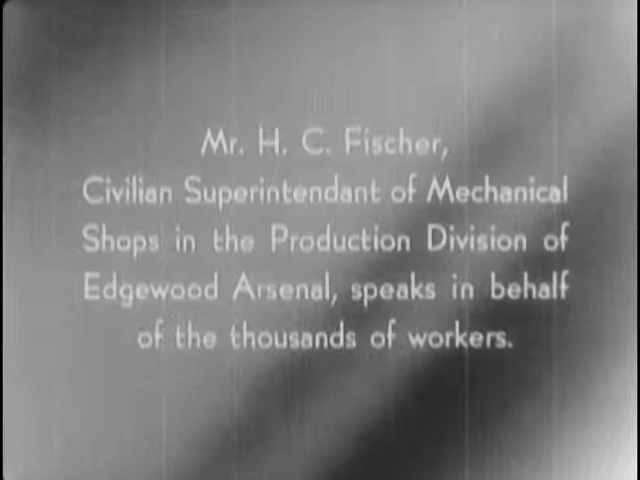 Mr. H. C. Fischer,
Civilian Superintendant of Mechanical
Shops in the Production Division of
Edgewood Arsenal, speaks in behalf
of the thousands of workers.